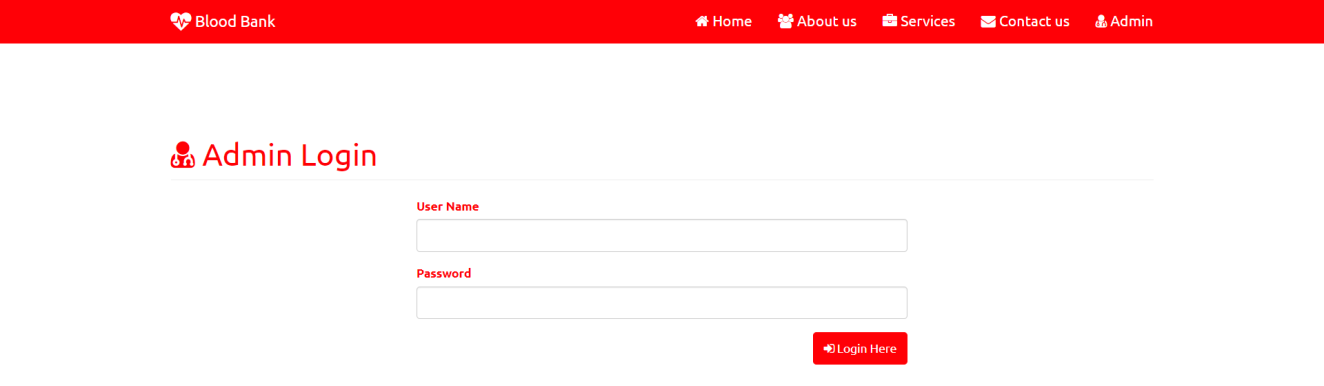 Blood Bank Home About us Services Contact us Admin
Admin Login
User Name
Password
Login Here